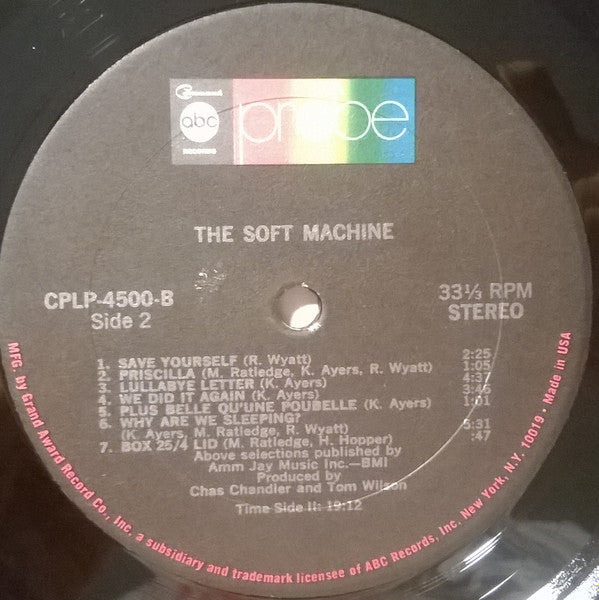 Command
abc
RECORDS
probe
THE SOFT MACHINE
CPLP-4500-B
Side 2
33⅓ RPM
STEREO
1. SAVE YOURSELF (R. Wyatt) 2:25
2. PRISCILLA (M. Ratledge, K. Ayers, R. Wyatt) 1:05
3. LULLABYE LETTER (K. Ayers) 4:37
4. WE DID IT AGAIN (K. Ayers) 3:46
5. PLUS BELLE QU'UNE POUBELLE (K. Ayers) 1:01
6. WHY ARE WE SLEEPING?
(K. Ayers, M. Ratledge, R. Wyatt) 5:31
7. BOX 25/4 LID (M. Ratledge, H. Hopper) :47
Above selections published by
Amm Jay Music Inc.—BMI
Produced by
Chas Chandler and Tom Wilson
Time Side II: 19:12
MFG. by Grand Award Record Co., Inc. a subsidiary and trademark licensee of ABC Records, Inc. New York, N.Y. 10019 • Made in USA